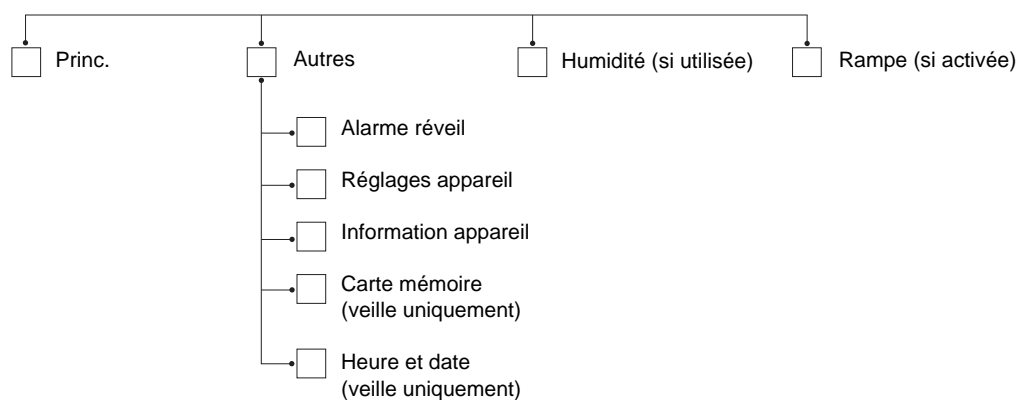 Princ.
Autres
Humidité (si utilisée)
Rampe (si activée)
Alarme réveil
Réglages appareil
Information appareil
Carte mémoire
(veille uniquement)
Heure et date
(veille uniquement)